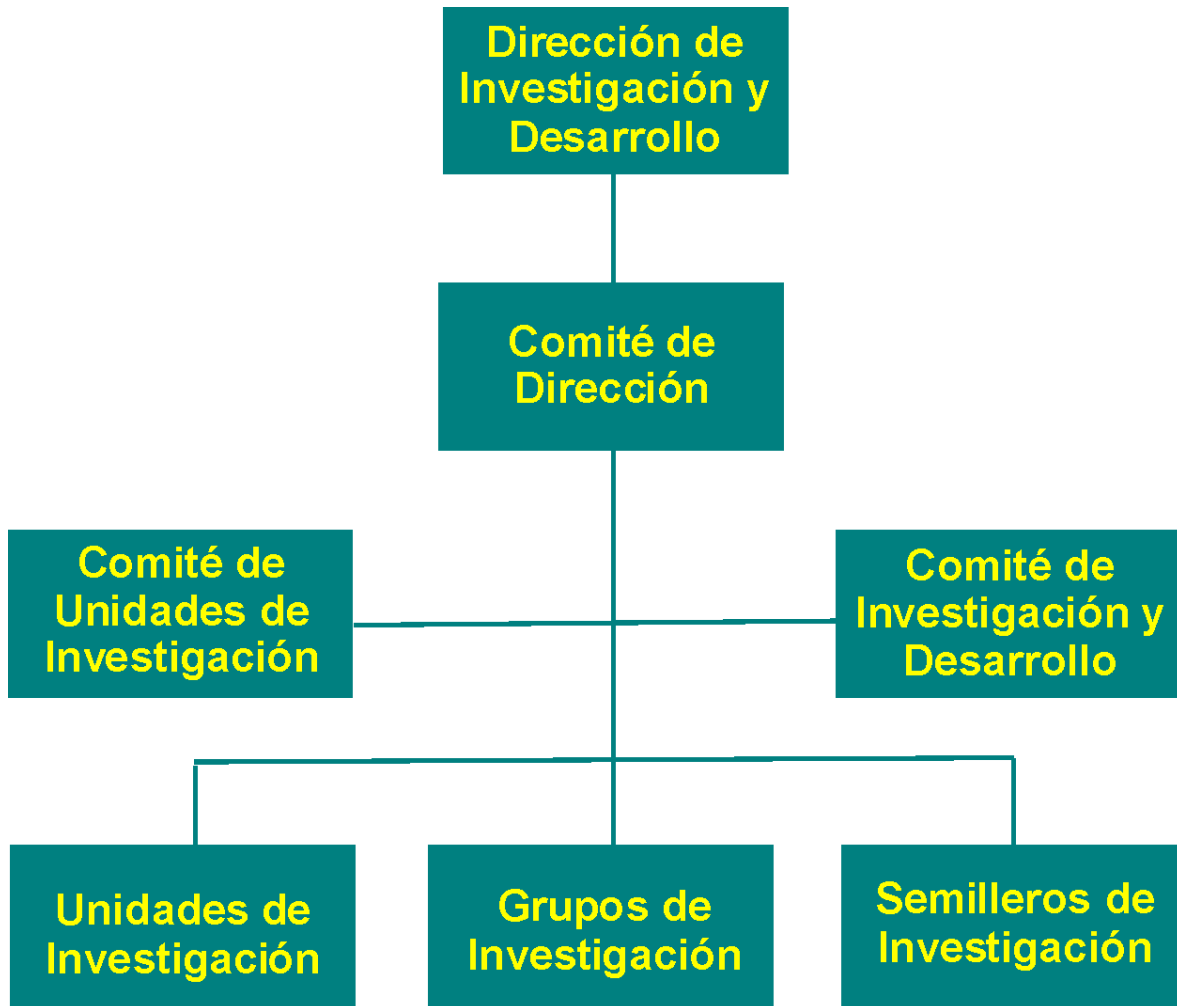 Dirección de
Investigación y
Desarrollo
Comité de
Dirección
Comité de
Unidades de
Investigación
Comité de
Investigación y
Desarrollo
Unidades de
Investigación
Grupos de
Investigación
Semilleros de
Investigación